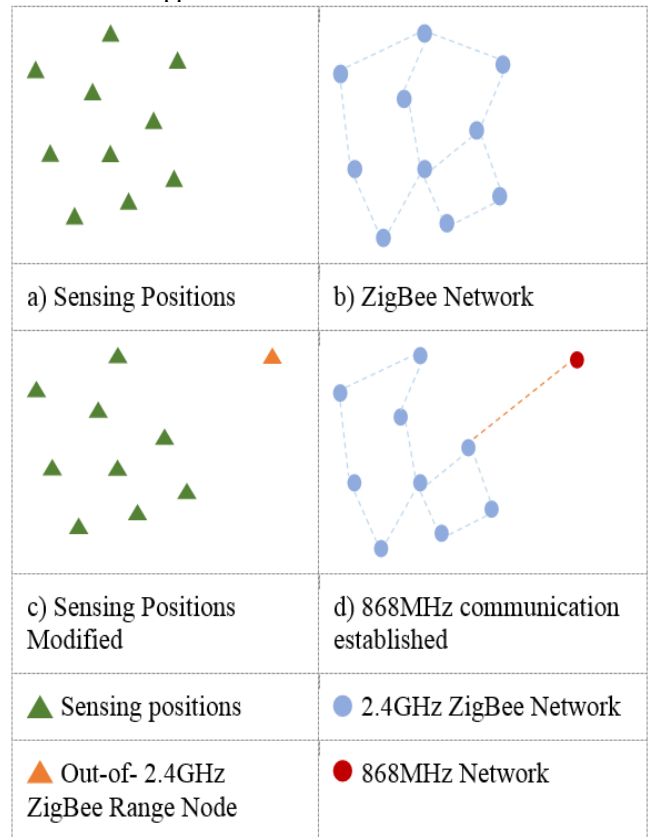 a) Sensing Positions
b) ZigBee Network
c) Sensing Positions
Modified
d) 868MHz communication
established
Sensing positions
2.4GHz ZigBee Network
Out-of- 2.4GHz
ZigBee Range Node
868MHz Network